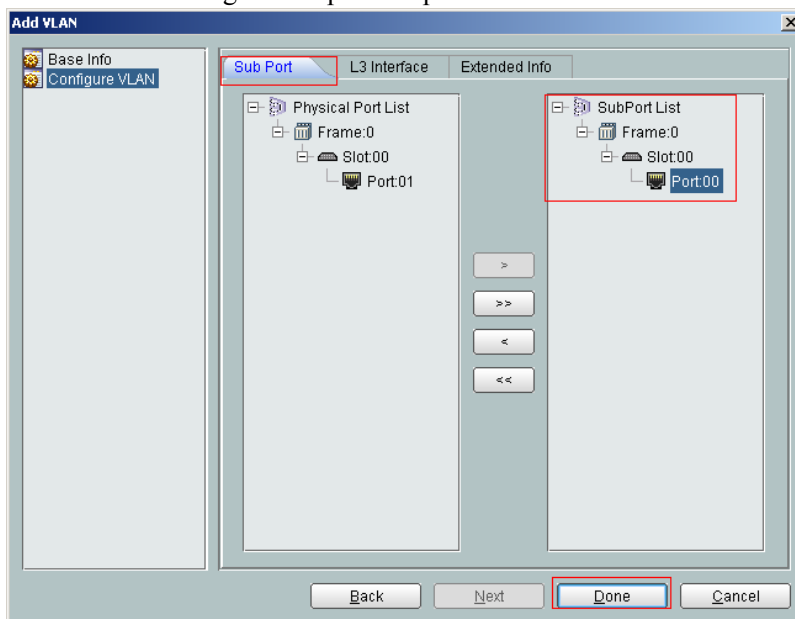 Add VLAN
Base Info
Configure VLAN
Sub Port
L3 Interface
Extended Info
Physical Port List
Frame:0
Slot:00
Port:01
SubPort List
Frame:0
Slot:00
Port:00
>
>>
<
<<
Back
Next
Done
Cancel